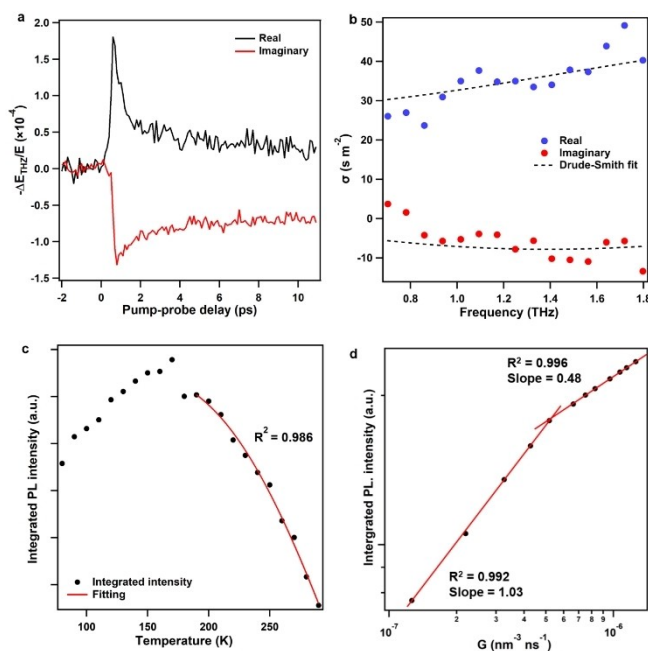 a
2.0
1.5
1.0
0.5
0.0
-0.5
-1.0
-1.5
-ΔE_THZ/E (×10⁻⁴)
Real
Imaginary
-2 0 2 4 6 8 10
Pump-probe delay (ps)
b
50
40
30
20
10
0
-10
σ (s m⁻²)
Real
Imaginary
Drude-Smith fit
0.8 1.0 1.2 1.4 1.6 1.8
Frequency (THz)
c
Integrated PL intensity (a.u.)
R² = 0.986
Integrated intensity
Fitting
100 150 200 250
Temperature (K)
d
Intergrated PL. intensity (a.u.)
R² = 0.996
Slope = 0.48
R² = 0.992
Slope = 1.03
10⁻⁷ 2 3 4 5 6 7 8 9 10⁻⁶
G (nm⁻³ ns⁻¹)